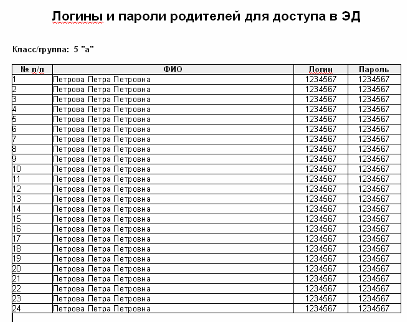 Логины и пароли родителей для доступа в ЭД
Класс/группа: 5 "а"
№ п/п ФИО Логин Пароль
1 Петрова Петра Петровна 1234567 1234567
2 Петрова Петра Петровна 1234567 1234567
3 Петрова Петра Петровна 1234567 1234567
4 Петрова Петра Петровна 1234567 1234567
5 Петрова Петра Петровна 1234567 1234567
6 Петрова Петра Петровна 1234567 1234567
7 Петрова Петра Петровна 1234567 1234567
8 Петрова Петра Петровна 1234567 1234567
9 Петрова Петра Петровна 1234567 1234567
10 Петрова Петра Петровна 1234567 1234567
11 Петрова Петра Петровна 1234567 1234567
12 Петрова Петра Петровна 1234567 1234567
13 Петрова Петра Петровна 1234567 1234567
14 Петрова Петра Петровна 1234567 1234567
15 Петрова Петра Петровна 1234567 1234567
16 Петрова Петра Петровна 1234567 1234567
17 Петрова Петра Петровна 1234567 1234567
18 Петрова Петра Петровна 1234567 1234567
19 Петрова Петра Петровна 1234567 1234567
20 Петрова Петра Петровна 1234567 1234567
21 Петрова Петра Петровна 1234567 1234567
22 Петрова Петра Петровна 1234567 1234567
23 Петрова Петра Петровна 1234567 1234567
24 Петрова Петра Петровна 1234567 1234567